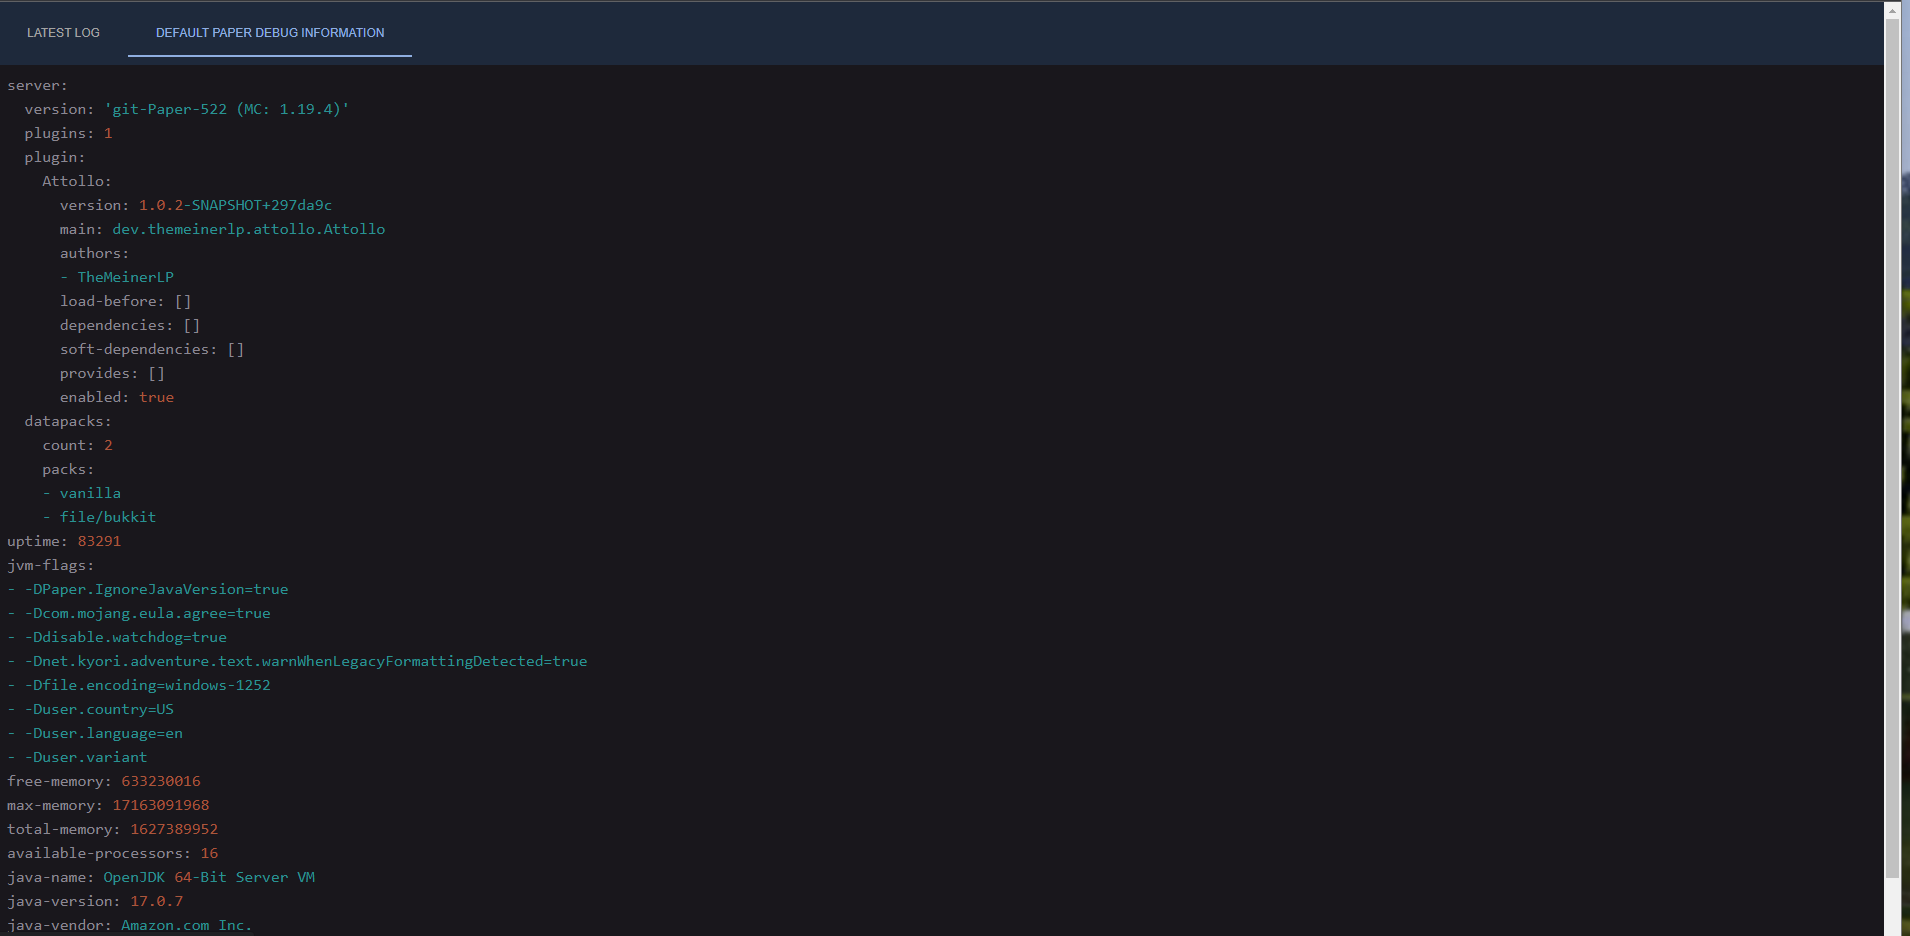 LATEST LOG
DEFAULT PAPER DEBUG INFORMATION
server:
  version: 'git-Paper-522 (MC: 1.19.4)'
  plugins: 1
  plugin:
    Attollo:
      version: 1.0.2-SNAPSHOT+297da9c
      main: dev.themeinerlp.attollo.Attollo
      authors:
      - TheMeinerLP
      load-before: []
      dependencies: []
      soft-dependencies: []
      provides: []
      enabled: true
  datapacks:
    count: 2
    packs:
    - vanilla
    - file/bukkit
uptime: 83291
jvm-flags:
- -DPaper.IgnoreJavaVersion=true
- -Dcom.mojang.eula.agree=true
- -Ddisable.watchdog=true
- -Dnet.kyori.adventure.text.warnWhenLegacyFormattingDetected=true
- -Dfile.encoding=windows-1252
- -Duser.country=US
- -Duser.language=en
- -Duser.variant
free-memory: 633230016
max-memory: 17163091968
total-memory: 1627389952
available-processors: 16
java-name: OpenJDK 64-Bit Server VM
java-version: 17.0.7
java-vendor: Amazon.com Inc.